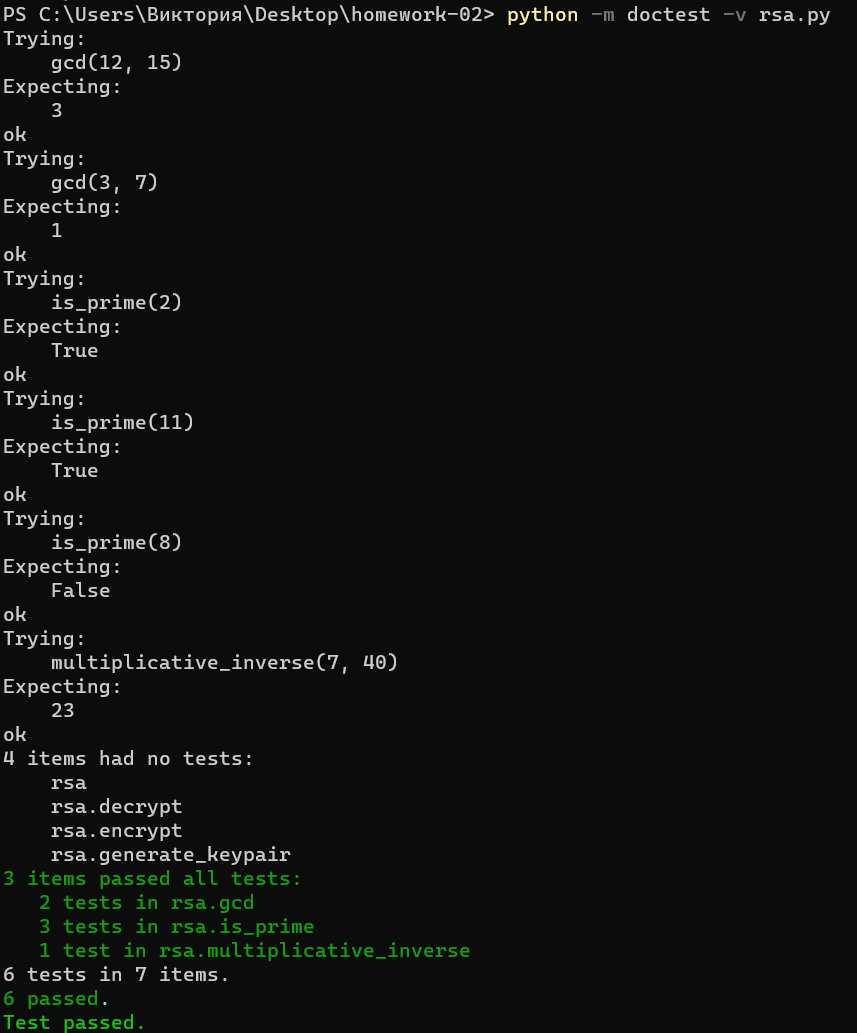 PS C:\Users\Виктория\Desktop\homework-02> python -m doctest -v rsa.py
Trying:
    gcd(12, 15)
Expecting:
    3
ok
Trying:
    gcd(3, 7)
Expecting:
    1
ok
Trying:
    is_prime(2)
Expecting:
    True
ok
Trying:
    is_prime(11)
Expecting:
    True
ok
Trying:
    is_prime(8)
Expecting:
    False
ok
Trying:
    multiplicative_inverse(7, 40)
Expecting:
    23
ok
4 items had no tests:
    rsa
    rsa.decrypt
    rsa.encrypt
    rsa.generate_keypair
3 items passed all tests:
   2 tests in rsa.gcd
   3 tests in rsa.is_prime
   1 test in rsa.multiplicative_inverse
6 tests in 7 items.
6 passed.
Test passed.